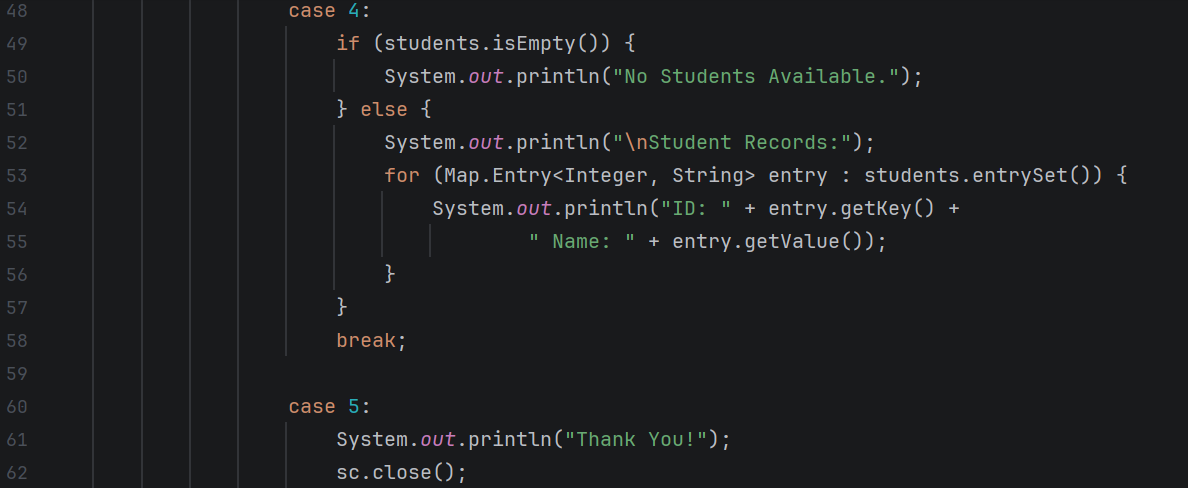 48 case 4:
49 if (students.isEmpty()) {
50 System.out.println("No Students Available.");
51 } else {
52 System.out.println("\nStudent Records:");
53 for (Map.Entry<Integer, String> entry : students.entrySet()) {
54 System.out.println("ID: " + entry.getKey() +
55 " Name: " + entry.getValue());
56 }
57 }
58 break;
59
60 case 5:
61 System.out.println("Thank You!");
62 sc.close();